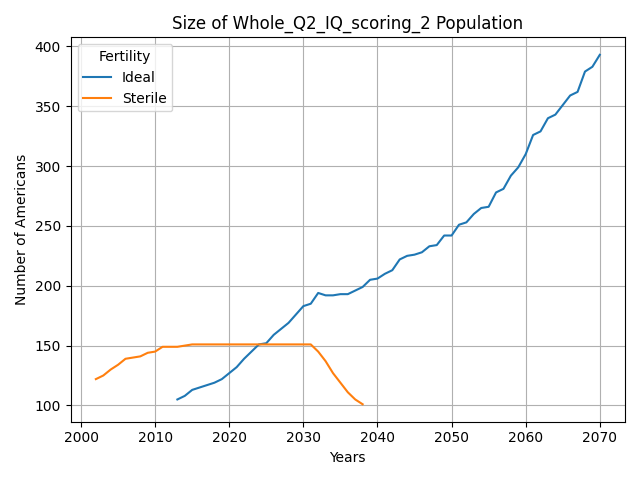 Size of Whole_Q2_IQ_scoring_2 Population
Number of Americans
400
350
300
250
200
150
100
Fertility
Ideal
Sterile
2000 2010 2020 2030 2040 2050 2060 2070
Years